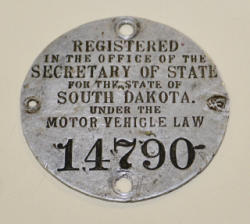 REGISTERED
IN THE OFFICE OF THE
SECRETARY OF STATE
FOR THE STATE OF
SOUTH DAKOTA.
UNDER THE
MOTOR VEHICLE LAW
14790